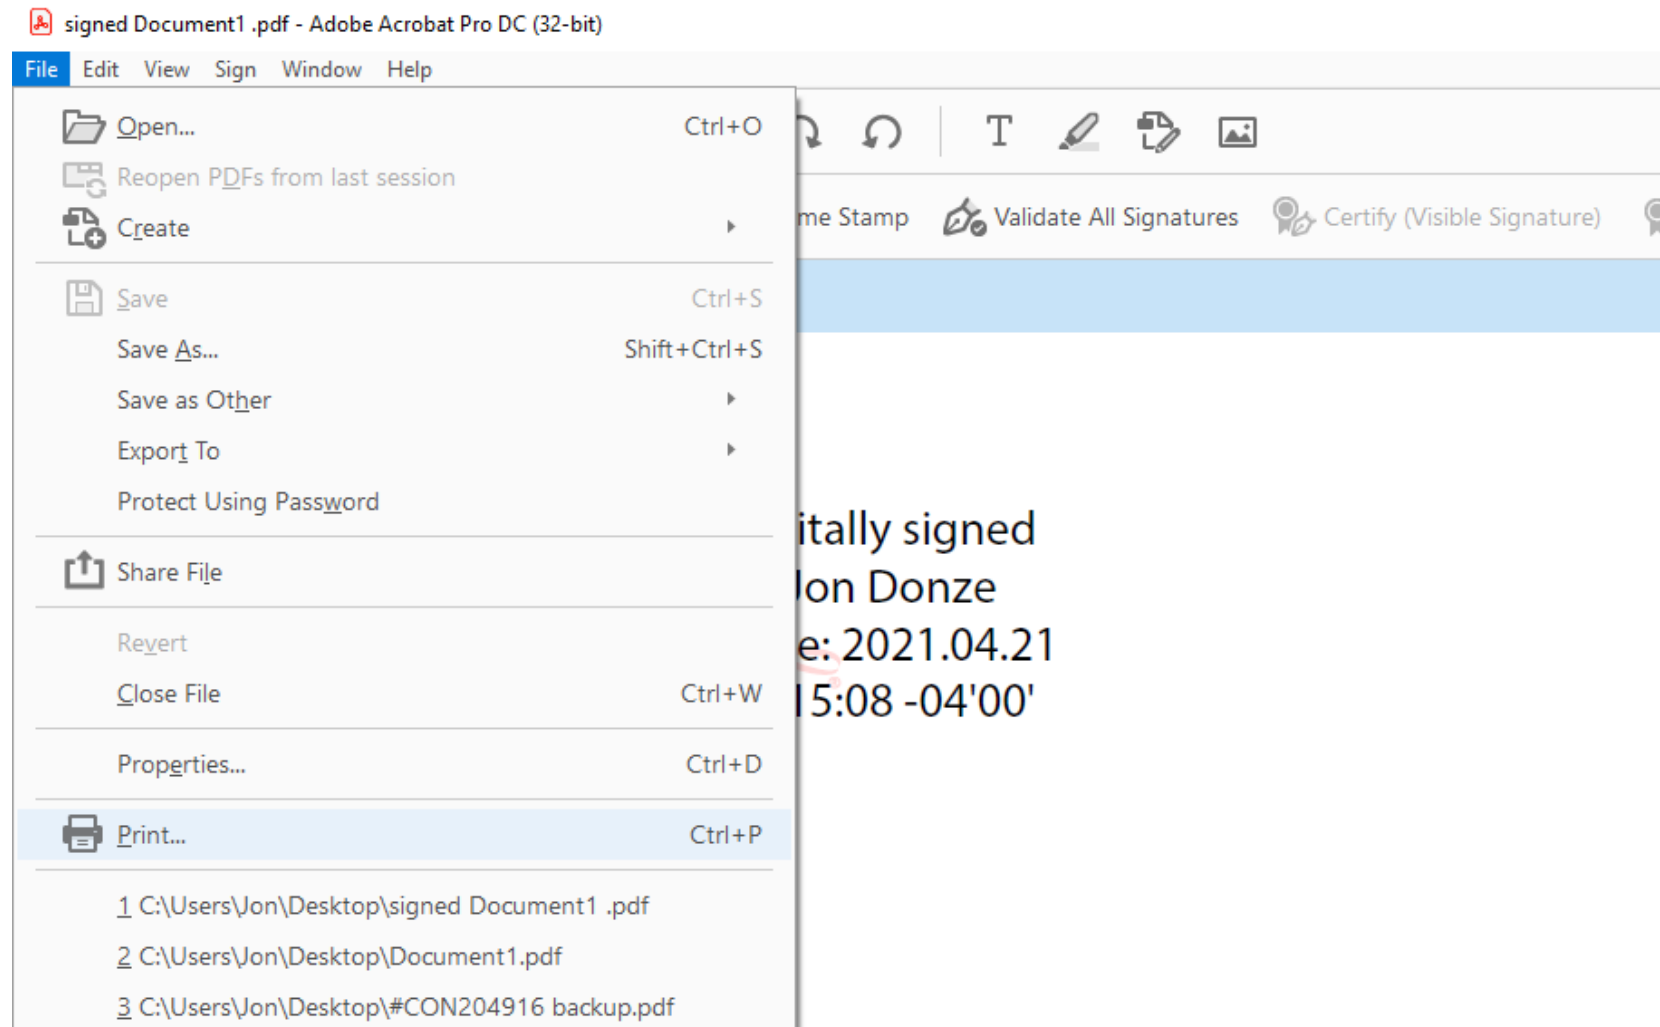 signed Document1 .pdf - Adobe Acrobat Pro DC (32-bit)
File Edit View Sign Window Help
Open... Ctrl+O
Reopen PDFs from last session
Create
Save Ctrl+S
Save As... Shift+Ctrl+S
Save as Other
Export To
Protect Using Password
Share File
Revert
Close File Ctrl+W
Properties... Ctrl+D
Print... Ctrl+P
1 C:\Users\Jon\Desktop\signed Document1 .pdf
2 C:\Users\Jon\Desktop\Document1.pdf
3 C:\Users\Jon\Desktop\#CON204916 backup.pdf
T
me Stamp Validate All Signatures Certify (Visible Signature)
itally signed
Jon Donze
e: 2021.04.21
15:08 -04'00'